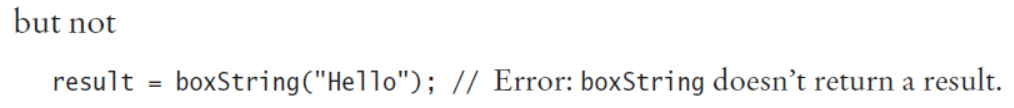 but not
result = boxString("Hello"); // Error: boxString doesn’t return a result.